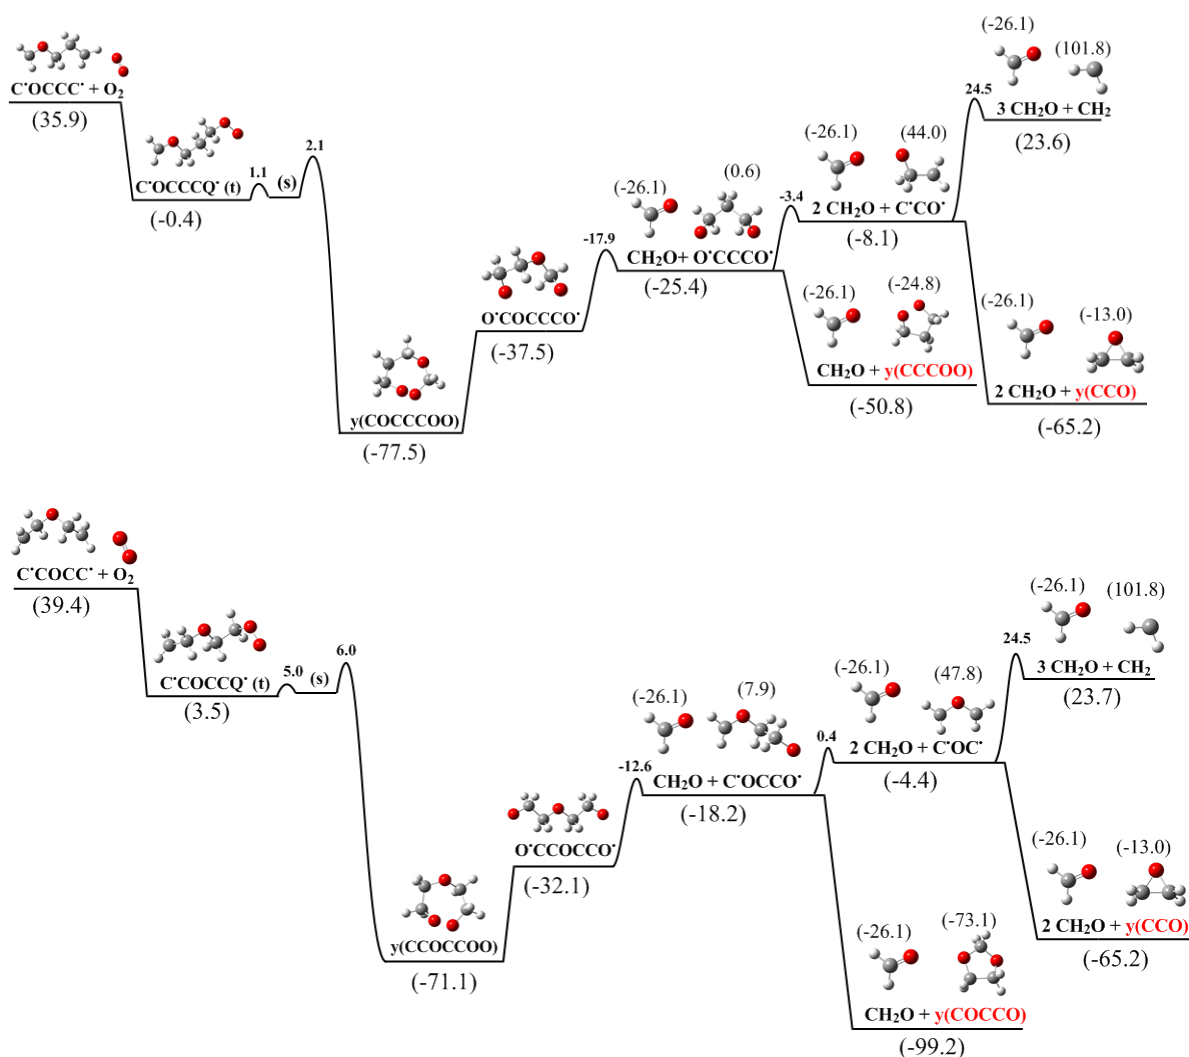 (-26.1)
(101.8)
24.5
3 CH₂O + CH₂
(23.6)
C•OCCC• + O₂
(35.9)
(-26.1)
(44.0)
-3.4
2 CH₂O + C•CO•
(-8.1)
2.1
1.1
C•OCCCQ• (t)
(s)
(-0.4)
(-26.1)
(0.6)
-17.9
CH₂O+ O•CCCO•
(-25.4)
(-26.1)
(-24.8)
(-26.1)
(-13.0)
O•COCCCO•
(-37.5)
CH₂O + y(CCCOO)
(-50.8)
2 CH₂O + y(CCO)
(-65.2)
y(COCCCOO)
(-77.5)
C•COCC• + O₂
(39.4)
(-26.1)
(101.8)
24.5
3 CH₂O + CH₂
(23.7)
6.0
5.0
C•COCCQ• (t)
(s)
(3.5)
(-26.1)
(47.8)
0.4
2 CH₂O + C•OC•
(-4.4)
(-26.1)
(7.9)
-12.6
CH₂O + C•OCCO•
(-18.2)
O•CCOCCO•
(-32.1)
(-26.1)
(-13.0)
2 CH₂O + y(CCO)
(-65.2)
y(CCOCCOO)
(-71.1)
(-26.1)
(-73.1)
CH₂O + y(COCCO)
(-99.2)